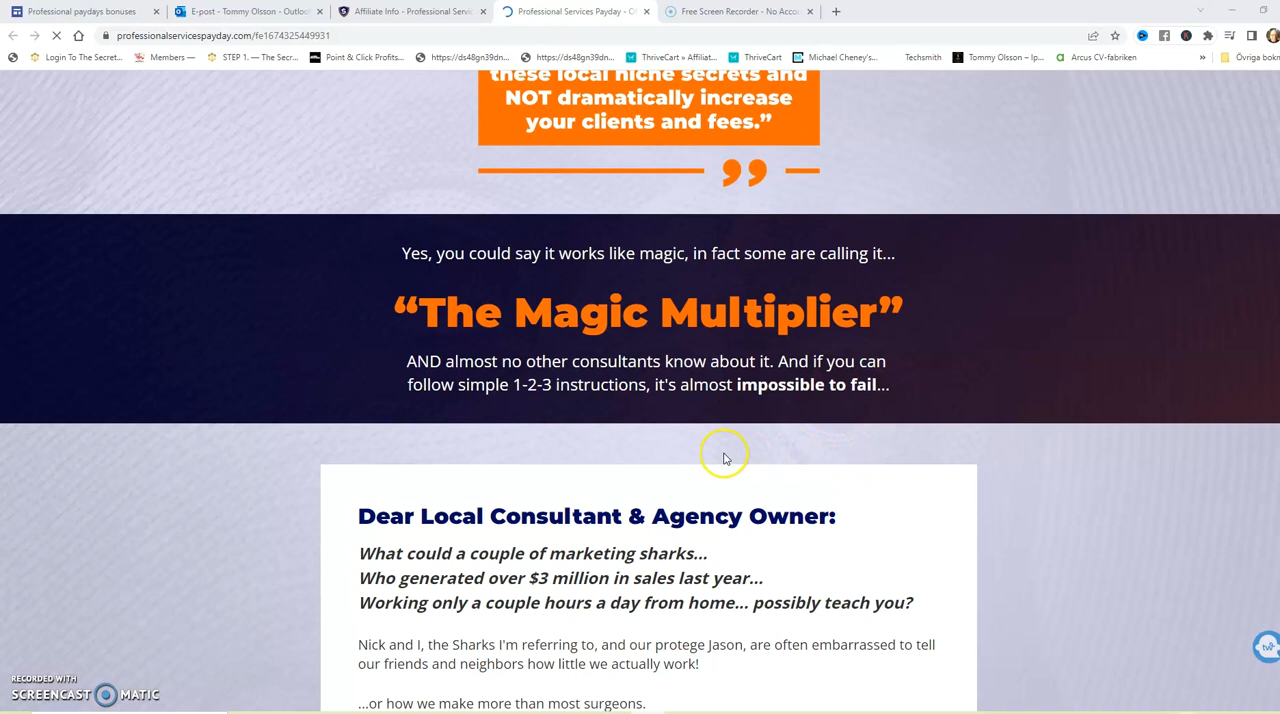 Professional paydays bonuses
E-post - Tommy Olsson - Outloo
Affiliate Info - Professional Servic
Professional Services Payday - O
Free Screen Recorder - No Accou
professionalservicespayday.com/fe1674325449931
Login To The Secret...
Members —
STEP 1. — The Secr...
Point & Click Profits...
https://ds48gn39dn...
ThriveCart » Affiliat...
https://ds48gn39dn...
ThriveCart
Michael Cheney's...
Techsmith
Tommy Olsson – Ip...
Arcus CV-fabriken
»
Övriga bokn
these local niche secrets and
NOT dramatically increase
your clients and fees.”
Yes, you could say it works like magic, in fact some are calling it...
“The Magic Multiplier”
AND almost no other consultants know about it. And if you can
follow simple 1-2-3 instructions, it's almost impossible to fail...
Dear Local Consultant & Agency Owner:
What could a couple of marketing sharks...
Who generated over $3 million in sales last year...
Working only a couple hours a day from home... possibly teach you?
Nick and I, the Sharks I'm referring to, and our protege Jason, are often embarrassed to tell
our friends and neighbors how little we actually work!
...or how we make more than most surgeons.
RECORDED WITH
SCREENCAST MATIC